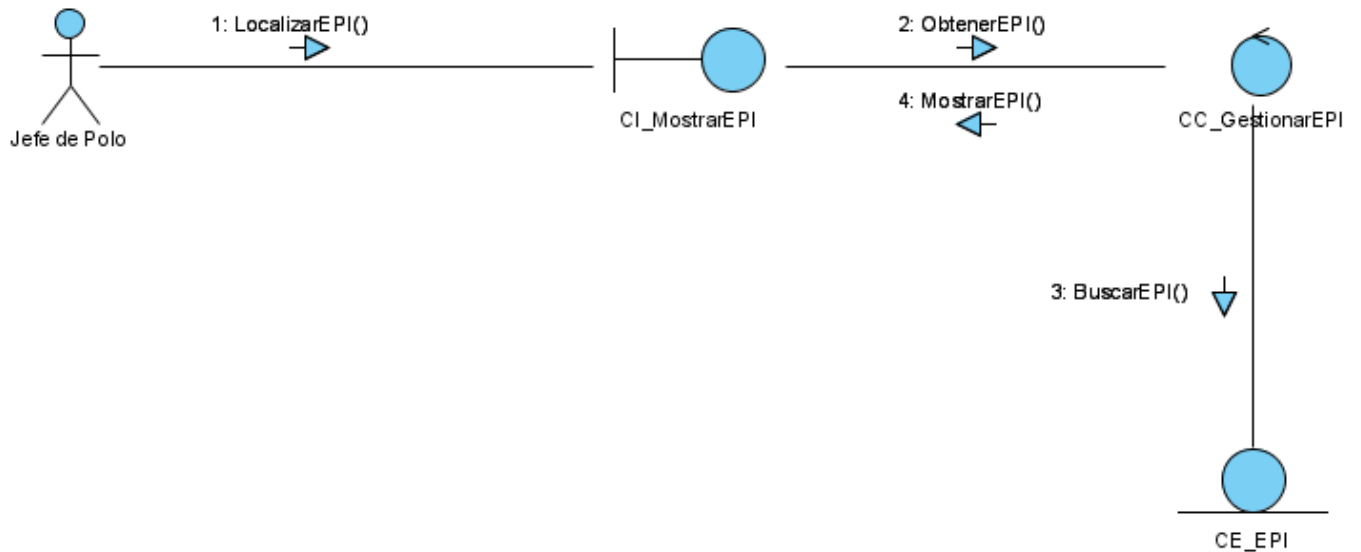 1: LocalizarEPI()
2: ObtenerEPI()
4: MostrarEPI()
CI_MostrarEPI
CC_GestionarEPI
Jefe de Polo
3: BuscarEPI()
CE_EPI